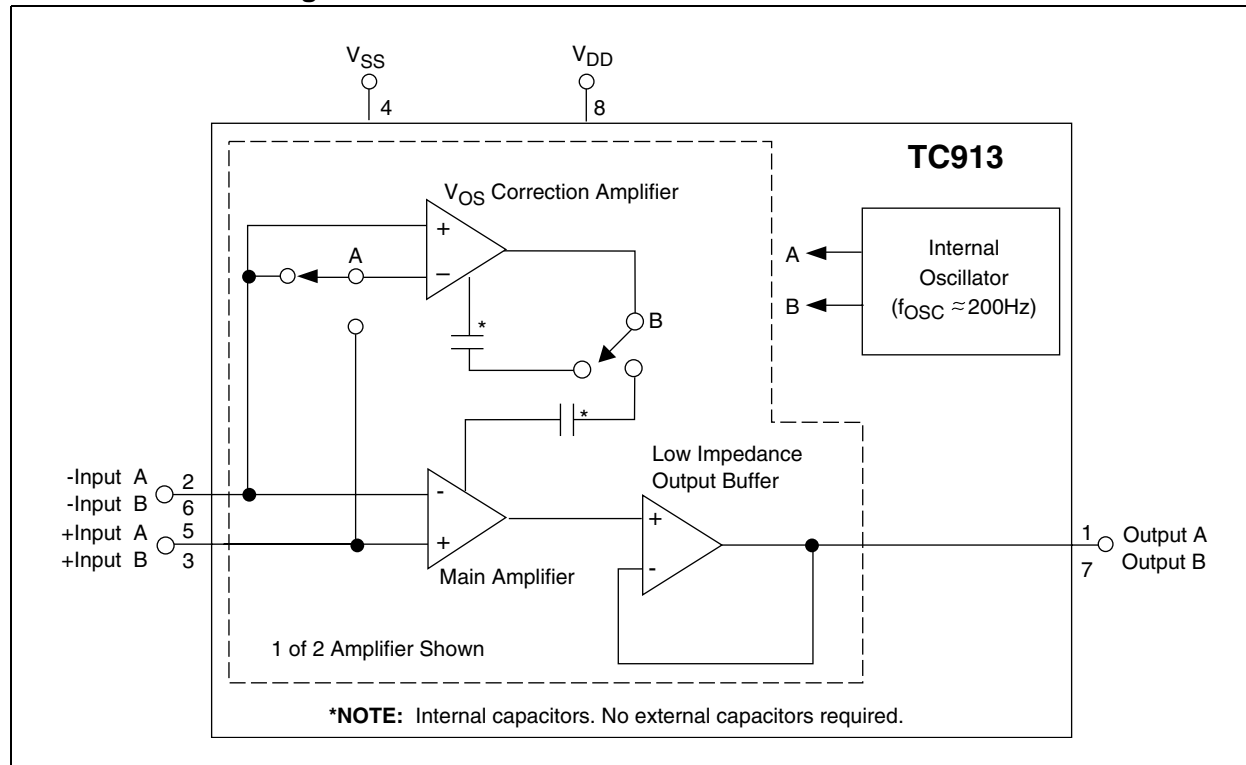 V_SS
4
V_DD
8
TC913
V_OS Correction Amplifier
+
−
A
*
B
*
A
B
Internal
Oscillator
(f_OSC ≈ 200Hz)
-Input A 2
-Input B 6
+Input A 5
+Input B 3
-
+
Main Amplifier
Low Impedance
Output Buffer
+
-
1 Output A
7 Output B
1 of 2 Amplifier Shown
*NOTE: Internal capacitors. No external capacitors required.